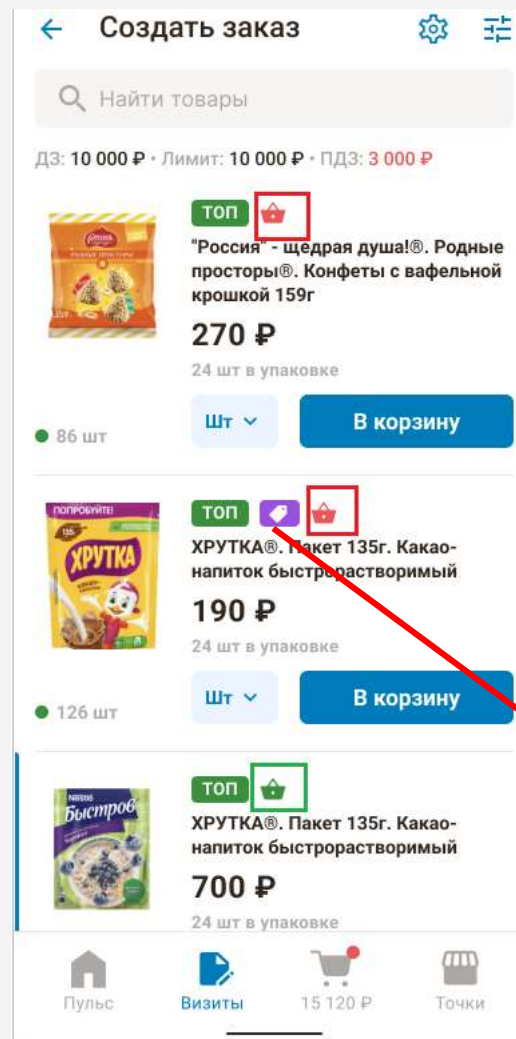 Создать заказ
Найти товары
ДЗ: 10 000 ₽ · Лимит: 10 000 ₽ · ПДЗ: 3 000 ₽
ТОП
"Россия" - щедрая душа!®. Родные
просторы®. Конфеты с вафельной
крошкой 159г
270 ₽
24 шт в упаковке
Шт
В корзину
86 шт
ПОПРОБУЙТЕ!
ХРУТКА
ТОП
ХРУТКА®. Пакет 135г. Какао-
напиток быстрорастворимый
190 ₽
24 шт в упаковке
Шт
В корзину
126 шт
Nestle
Быстров
ТОП
ХРУТКА®. Пакет 135г. Какао-
напиток быстрорастворимый
700 ₽
24 шт в упаковке
Пульс
Визиты
15 120 ₽
Точки